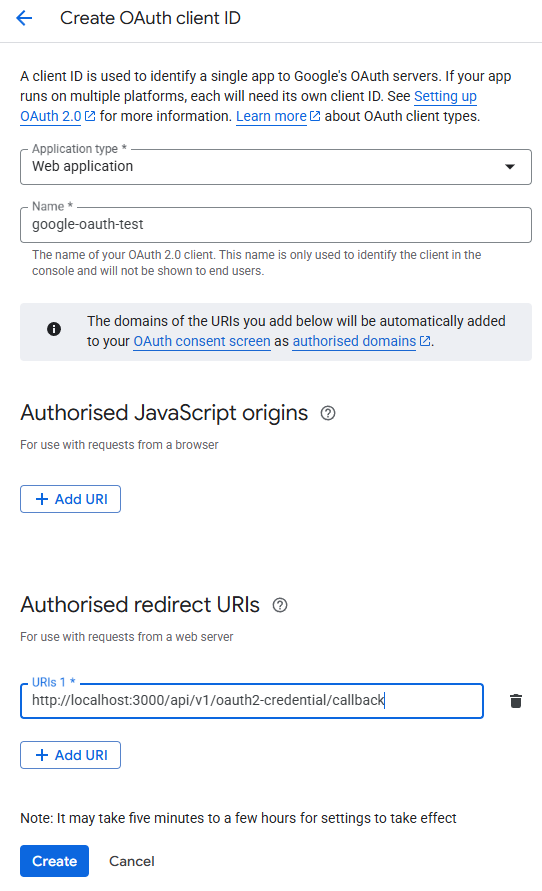 Create OAuth client ID
A client ID is used to identify a single app to Google's OAuth servers. If your app
runs on multiple platforms, each will need its own client ID. See Setting up
OAuth 2.0 for more information. Learn more about OAuth client types.
Application type *
Web application
Name *
google-oauth-test
The name of your OAuth 2.0 client. This name is only used to identify the client in the
console and will not be shown to end users.
The domains of the URIs you add below will be automatically added
to your OAuth consent screen as authorised domains.
Authorised JavaScript origins
For use with requests from a browser
+ Add URI
Authorised redirect URIs
For use with requests from a web server
URIs 1 *
http://localhost:3000/api/v1/oauth2-credential/callback
+ Add URI
Note: It may take five minutes to a few hours for settings to take effect
Create Cancel